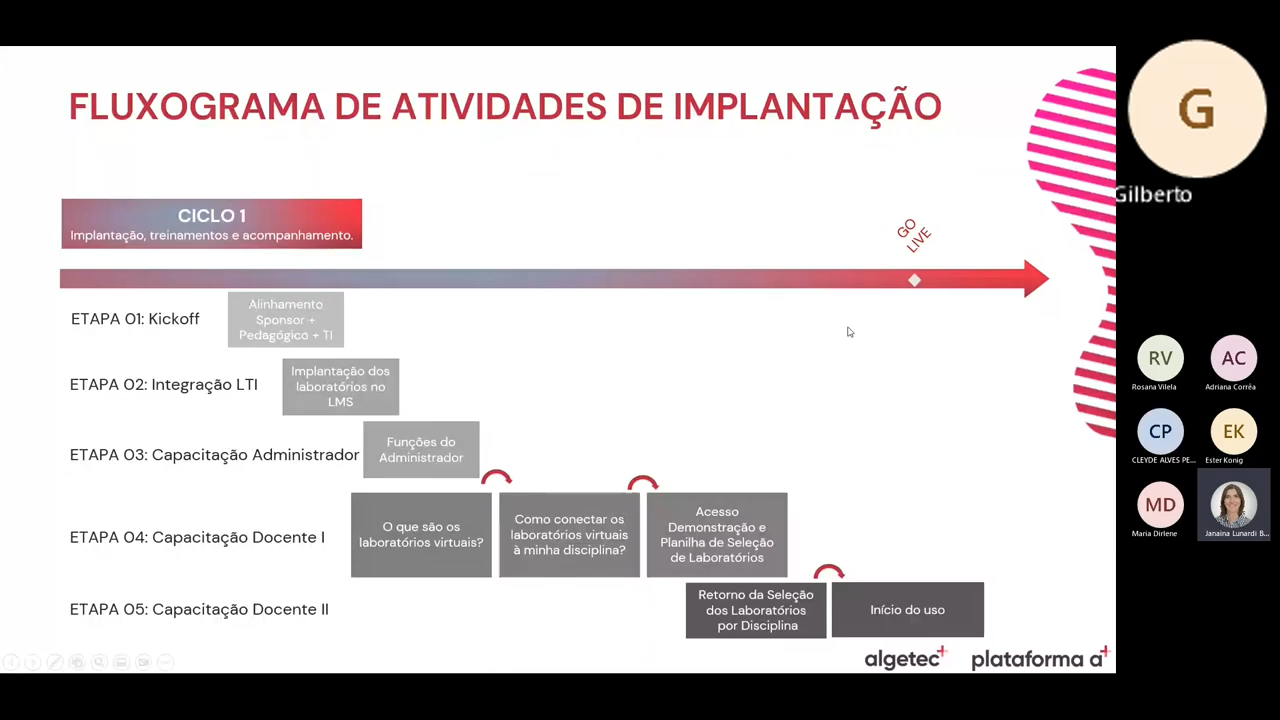 FLUXOGRAMA DE ATIVIDADES DE IMPLANTAÇÃO
CICLO 1
Implantação, treinamentos e acompanhamento.
GO
LIVE
ETAPA 01: Kickoff
Alinhamento
Sponsor +
Pedagógico + TI
ETAPA 02: Integração LTI
Implantação dos
laboratórios no
LMS
ETAPA 03: Capacitação Administrador
Funções do
Administrador
ETAPA 04: Capacitação Docente I
O que são os
laboratórios virtuais?
Como conectar os
laboratórios virtuais
à minha disciplina?
Acesso
Demonstração e
Planilha de Seleção
de Laboratórios
ETAPA 05: Capacitação Docente II
Retorno da Seleção
dos Laboratórios
por Disciplina
Início do uso
algetec+
plataforma a+
G
Gilberto
RV
Rosana Vilela
AC
Adriana Corrêa
CP
CLEYDE ALVES PE...
EK
Ester Konig
MD
Maria Dirlene
Janaina Lunardi B...